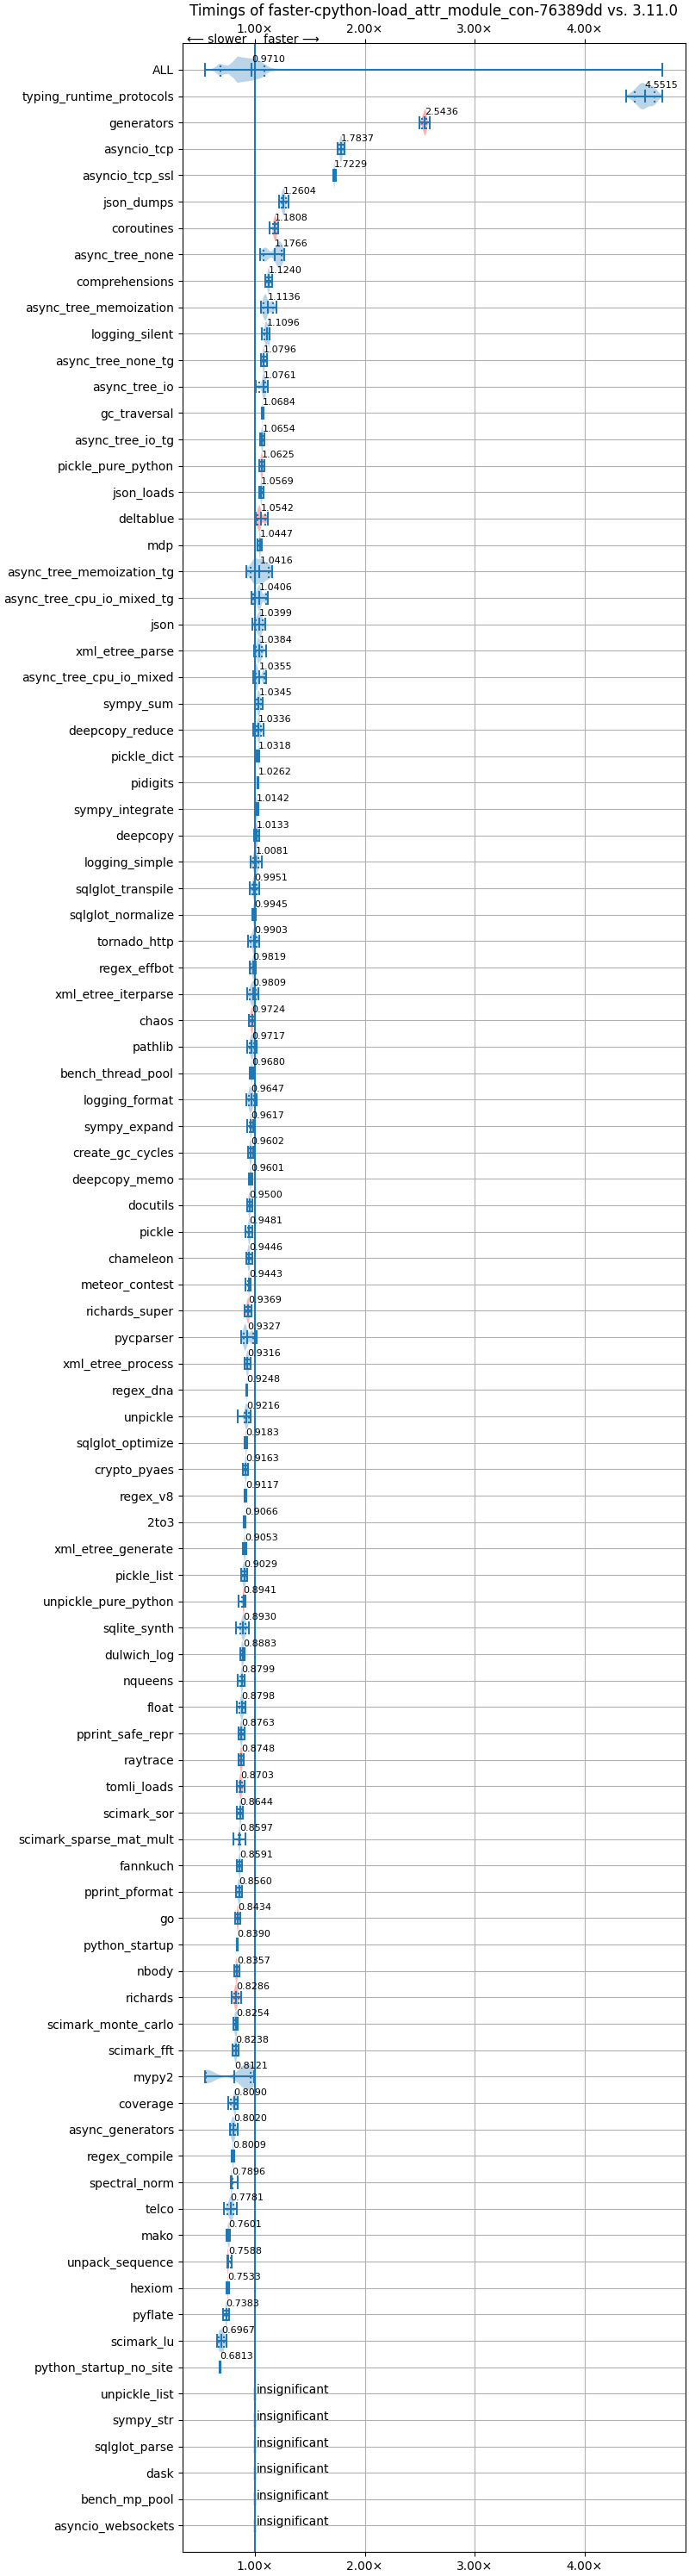 Timings of faster-cpython-load_attr_module_con-76389dd vs. 3.11.0
1.00× 2.00× 3.00× 4.00×
⟵ slower faster ⟶
ALL 0.9710
typing_runtime_protocols 4.5515
generators 2.5436
asyncio_tcp 1.7837
asyncio_tcp_ssl 1.7229
json_dumps 1.2604
coroutines 1.1808
async_tree_none 1.1766
comprehensions 1.1240
async_tree_memoization 1.1136
logging_silent 1.1096
async_tree_none_tg 1.0796
async_tree_io 1.0761
gc_traversal 1.0684
async_tree_io_tg 1.0654
pickle_pure_python 1.0625
json_loads 1.0569
deltablue 1.0542
mdp 1.0447
async_tree_memoization_tg 1.0416
async_tree_cpu_io_mixed_tg 1.0406
json 1.0399
xml_etree_parse 1.0384
async_tree_cpu_io_mixed 1.0355
sympy_sum 1.0345
deepcopy_reduce 1.0336
pickle_dict 1.0318
pidigits 1.0262
sympy_integrate 1.0142
deepcopy 1.0133
logging_simple 1.0081
sqlglot_transpile 0.9951
sqlglot_normalize 0.9945
tornado_http 0.9903
regex_effbot 0.9819
xml_etree_iterparse 0.9809
chaos 0.9724
pathlib 0.9717
bench_thread_pool 0.9680
logging_format 0.9647
sympy_expand 0.9617
create_gc_cycles 0.9602
deepcopy_memo 0.9601
docutils 0.9500
pickle 0.9481
chameleon 0.9446
meteor_contest 0.9443
richards_super 0.9369
pycparser 0.9327
xml_etree_process 0.9316
regex_dna 0.9248
unpickle 0.9216
sqlglot_optimize 0.9183
crypto_pyaes 0.9163
regex_v8 0.9117
2to3 0.9066
xml_etree_generate 0.9053
pickle_list 0.9029
unpickle_pure_python 0.8941
sqlite_synth 0.8930
dulwich_log 0.8883
nqueens 0.8799
float 0.8798
pprint_safe_repr 0.8763
raytrace 0.8748
tomli_loads 0.8703
scimark_sor 0.8644
scimark_sparse_mat_mult 0.8597
fannkuch 0.8591
pprint_pformat 0.8560
go 0.8434
python_startup 0.8390
nbody 0.8357
richards 0.8286
scimark_monte_carlo 0.8254
scimark_fft 0.8238
mypy2 0.8121
coverage 0.8090
async_generators 0.8020
regex_compile 0.8009
spectral_norm 0.7896
telco 0.7781
mako 0.7601
unpack_sequence 0.7588
hexiom 0.7533
pyflate 0.7383
scimark_lu 0.6967
python_startup_no_site 0.6813
unpickle_list insignificant
sympy_str insignificant
sqlglot_parse insignificant
dask insignificant
bench_mp_pool insignificant
asyncio_websockets insignificant
1.00× 2.00× 3.00× 4.00×